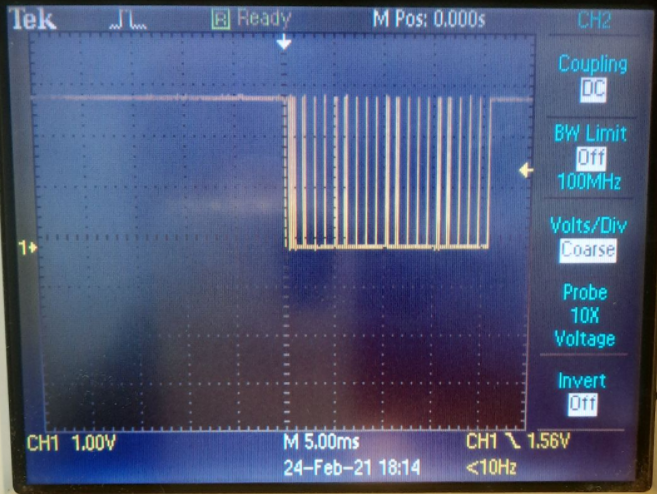 Tek R Ready M Pos: 0.000s CH2
Coupling
DC
BW Limit
Off
100MHz
Volts/Div
Coarse
Probe
10X
Voltage
Invert
Off
1
CH1 1.00V M 5.00ms CH1 1.56V
24-Feb-21 18:14 <10Hz